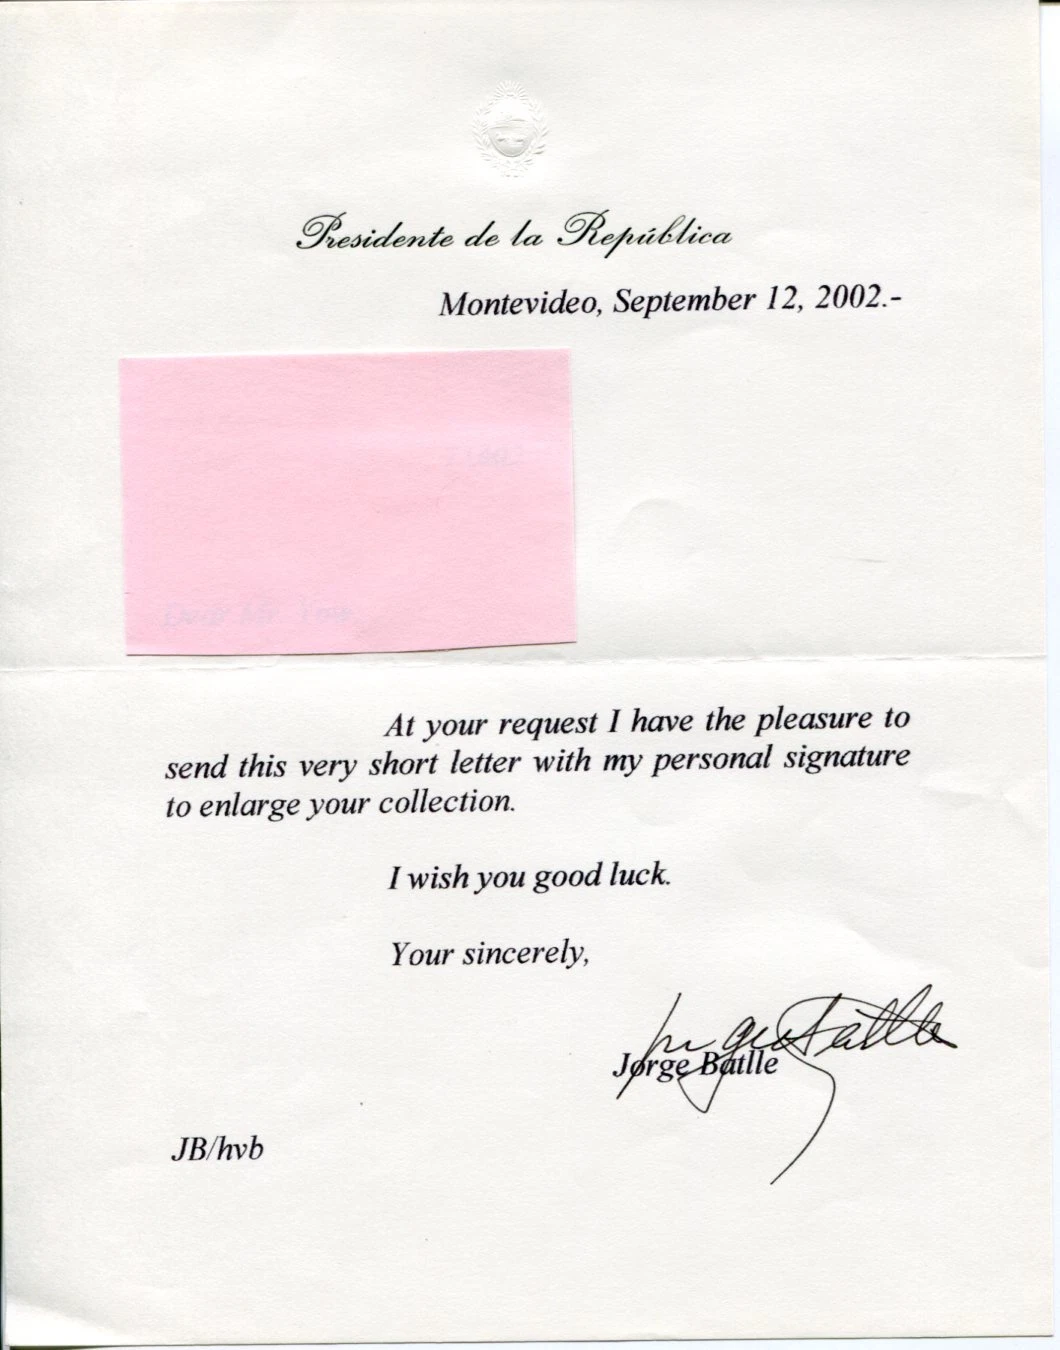 Presidente de la República
Montevideo, September 12, 2002.-
At your request I have the pleasure to
send this very short letter with my personal signature
to enlarge your collection.
I wish you good luck.
Your sincerely,
Jorge Batlle
Jorge Batlle
JB/hvb